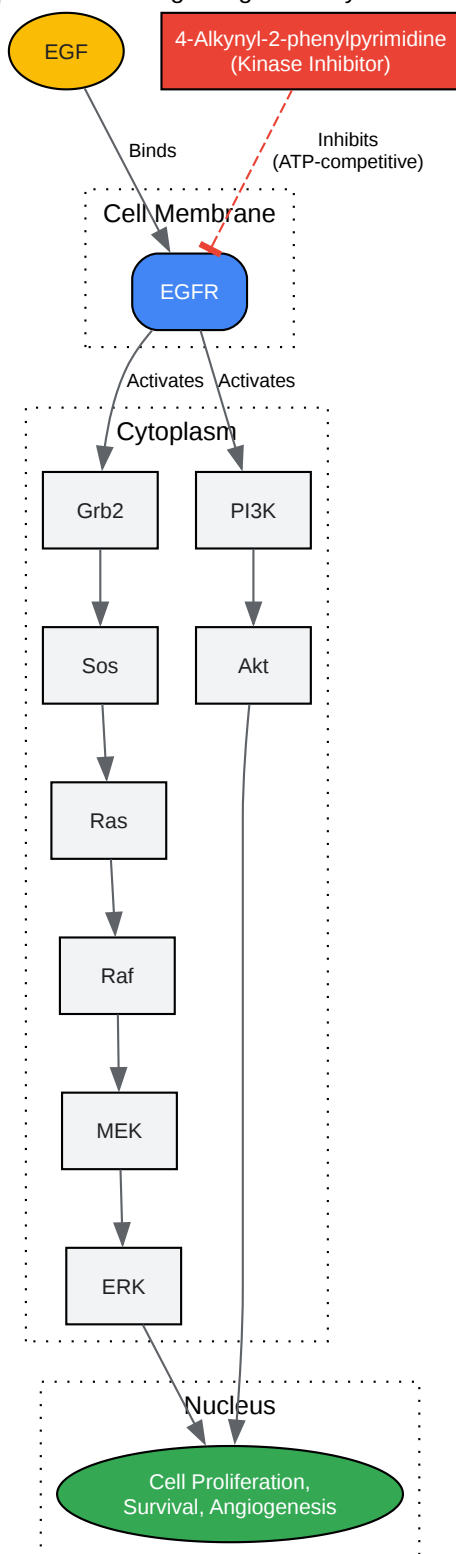 EGF
4-Alkynyl-2-phenylpyrimidine
(Kinase Inhibitor)
Binds
Inhibits
(ATP-competitive)
Cell Membrane
EGFR
Activates
Activates
Cytoplasm
Grb2
PI3K
Sos
Akt
Ras
Raf
MEK
ERK
Nucleus
Cell Proliferation,
Survival, Angiogenesis